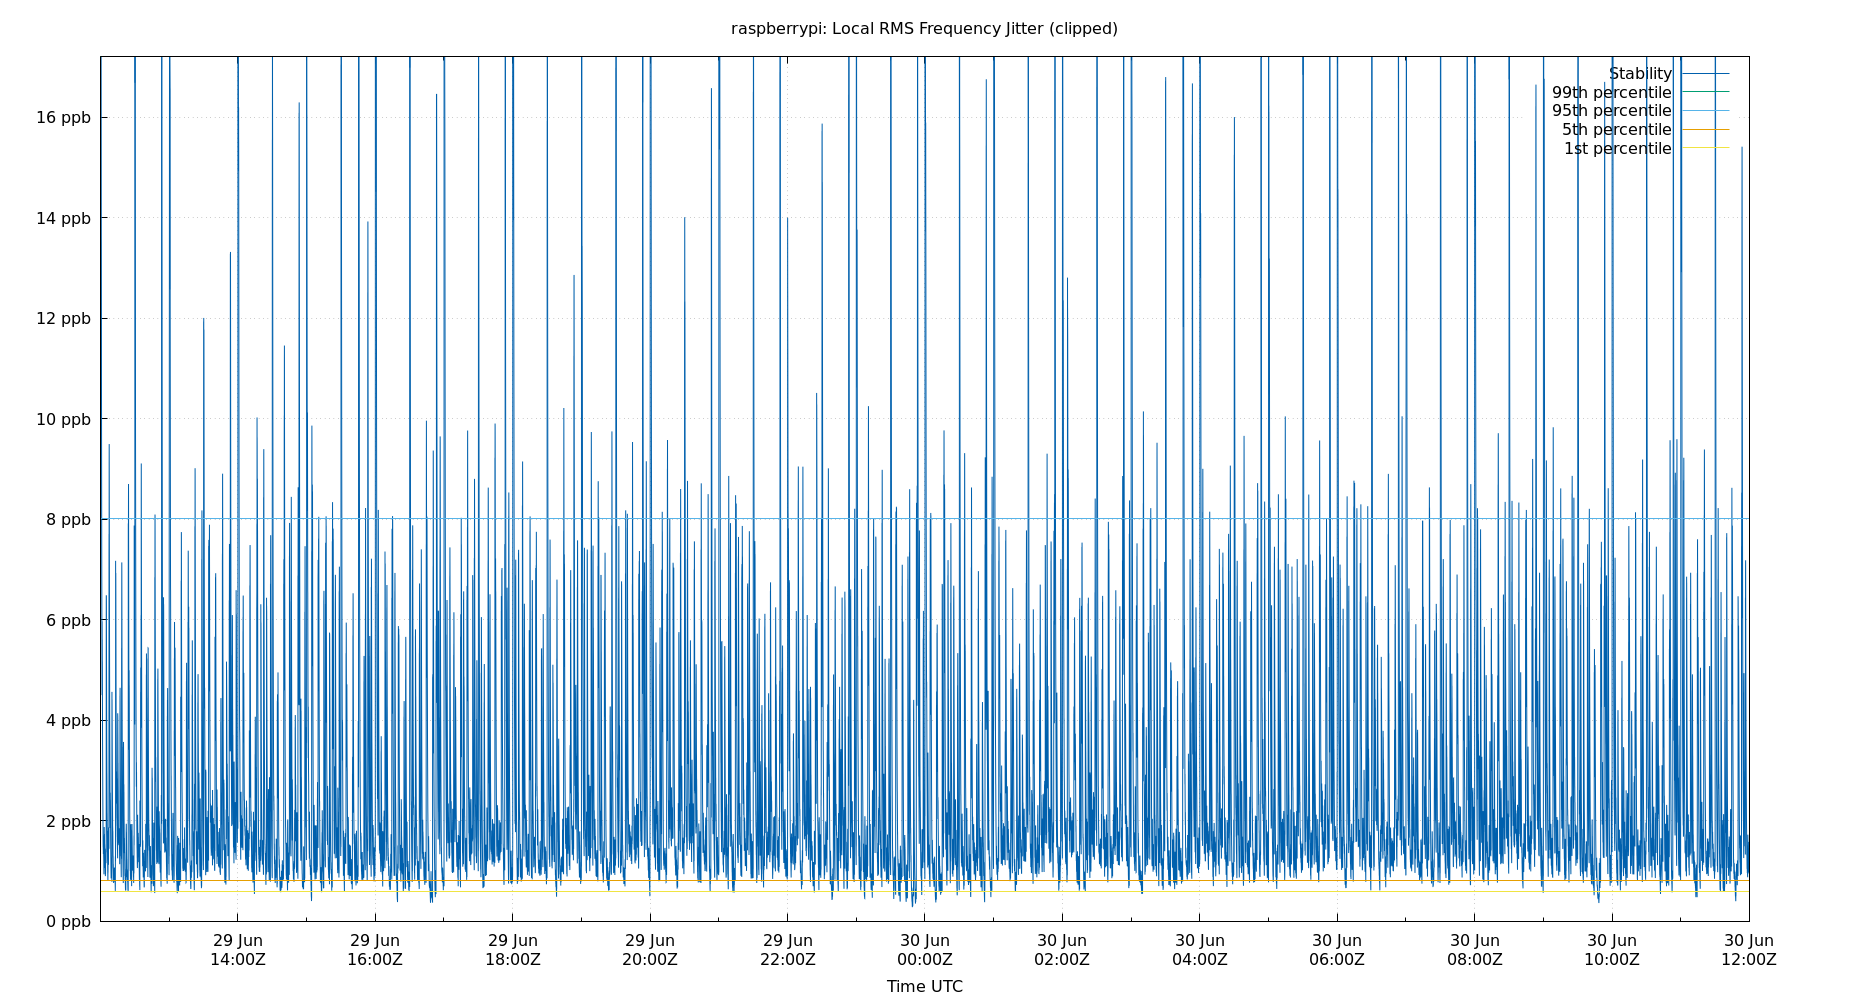 raspberrypi: Local RMS Frequency Jitter (clipped)
Stability
99th percentile
95th percentile
5th percentile
1st percentile
16 ppb
14 ppb
12 ppb
10 ppb
8 ppb
6 ppb
4 ppb
2 ppb
0 ppb
29 Jun 29 Jun 29 Jun 29 Jun 29 Jun 30 Jun 30 Jun 30 Jun 30 Jun 30 Jun 30 Jun 30 Jun
14:00Z 16:00Z 18:00Z 20:00Z 22:00Z 00:00Z 02:00Z 04:00Z 06:00Z 08:00Z 10:00Z 12:00Z
Time UTC